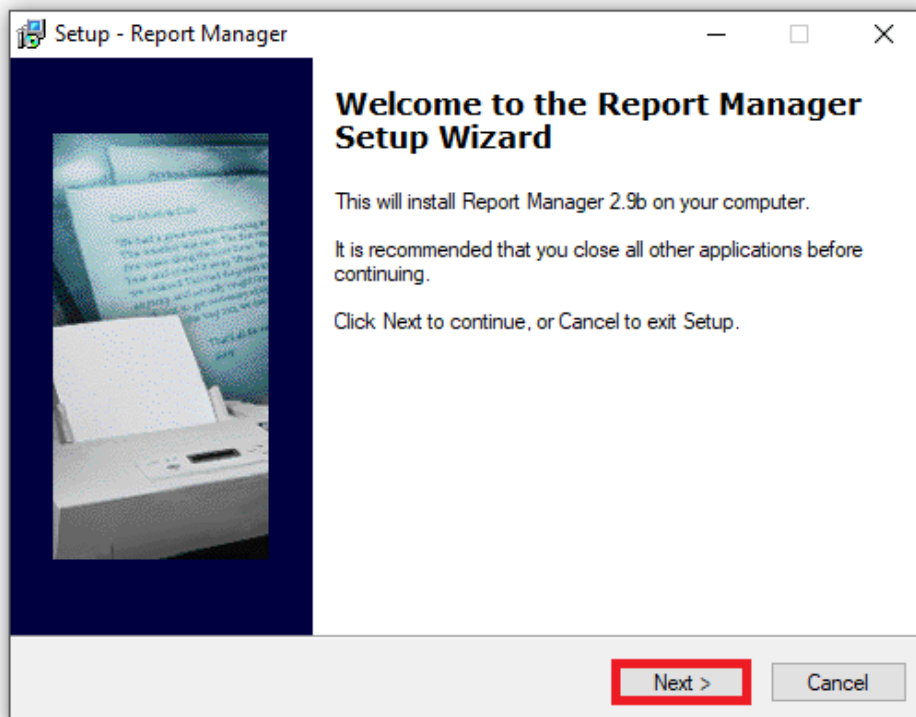 Setup - Report Manager
Welcome to the Report Manager
Setup Wizard
This will install Report Manager 2.9b on your computer.
It is recommended that you close all other applications before
continuing.
Click Next to continue, or Cancel to exit Setup.
Next >
Cancel